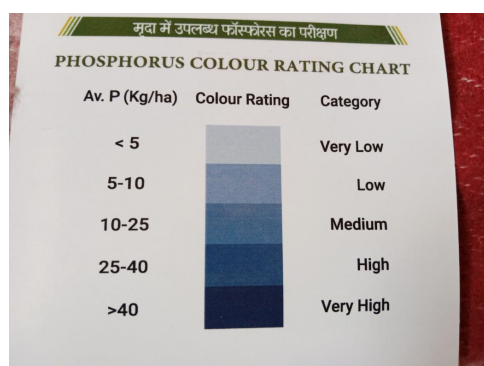 मृदा में उपलब्ध फॉस्फोरस का परीक्षण
PHOSPHORUS COLOUR RATING CHART
Av. P (Kg/ha) Colour Rating Category
< 5 Very Low
5-10 Low
10-25 Medium
25-40 High
>40 Very High